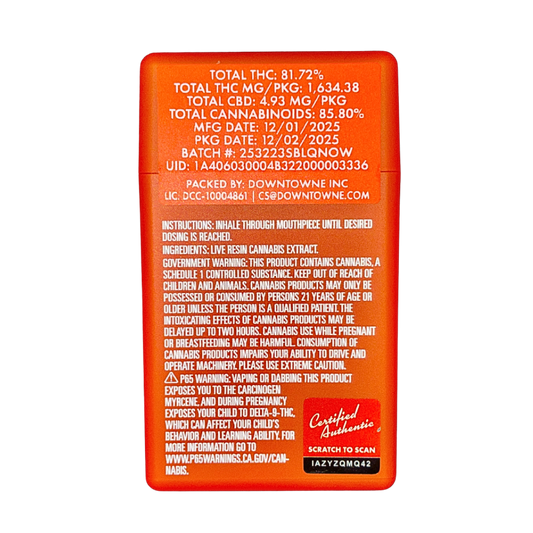 TOTAL THC: 81.72%
TOTAL THC MG/PKG: 1,634.38
TOTAL CBD: 4.93 MG/PKG
TOTAL CANNABINOIDS: 85.80%
MFG DATE: 12/01/2025
PKG DATE: 12/02/2025
BATCH #: 253223SBLQNOW
UID: 1A406030004B322000003336
PACKED BY: DOWNTOWNE INC
LIC. DCC-10004861 | CS@DOWNTOWNE.COM
INSTRUCTIONS: INHALE THROUGH MOUTHPIECE UNTIL DESIRED
DOSING IS REACHED.
INGREDIENTS: LIVE RESIN CANNABIS EXTRACT.
GOVERNMENT WARNING: THIS PRODUCT CONTAINS CANNABIS, A
SCHEDULE 1 CONTROLLED SUBSTANCE. KEEP OUT OF REACH OF
CHILDREN AND ANIMALS. CANNABIS PRODUCTS MAY ONLY BE
POSSESSED OR CONSUMED BY PERSONS 21 YEARS OF AGE OR
OLDER UNLESS THE PERSON IS A QUALIFIED PATIENT. THE
INTOXICATING EFFECTS OF CANNABIS PRODUCTS MAY BE
DELAYED UP TO TWO HOURS. CANNABIS USE WHILE PREGNANT
OR BREASTFEEDING MAY BE HARMFUL. CONSUMPTION OF
CANNABIS PRODUCTS IMPAIRS YOUR ABILITY TO DRIVE AND
OPERATE MACHINERY. PLEASE USE EXTREME CAUTION.
⚠ P65 WARNING: VAPING OR DABBING THIS PRODUCT
EXPOSES YOU TO THE CARCINOGEN
MYRCENE, AND DURING PREGNANCY
EXPOSES YOUR CHILD TO DELTA-9-THC,
WHICH CAN AFFECT YOUR CHILD'S
BEHAVIOR AND LEARNING ABILITY. FOR
MORE INFORMATION GO TO
WWW.P65WARNINGS.CA.GOV/CAN-
NABIS.
Certified
Authentic
SCRATCH TO SCAN
IAZYZQMQ42